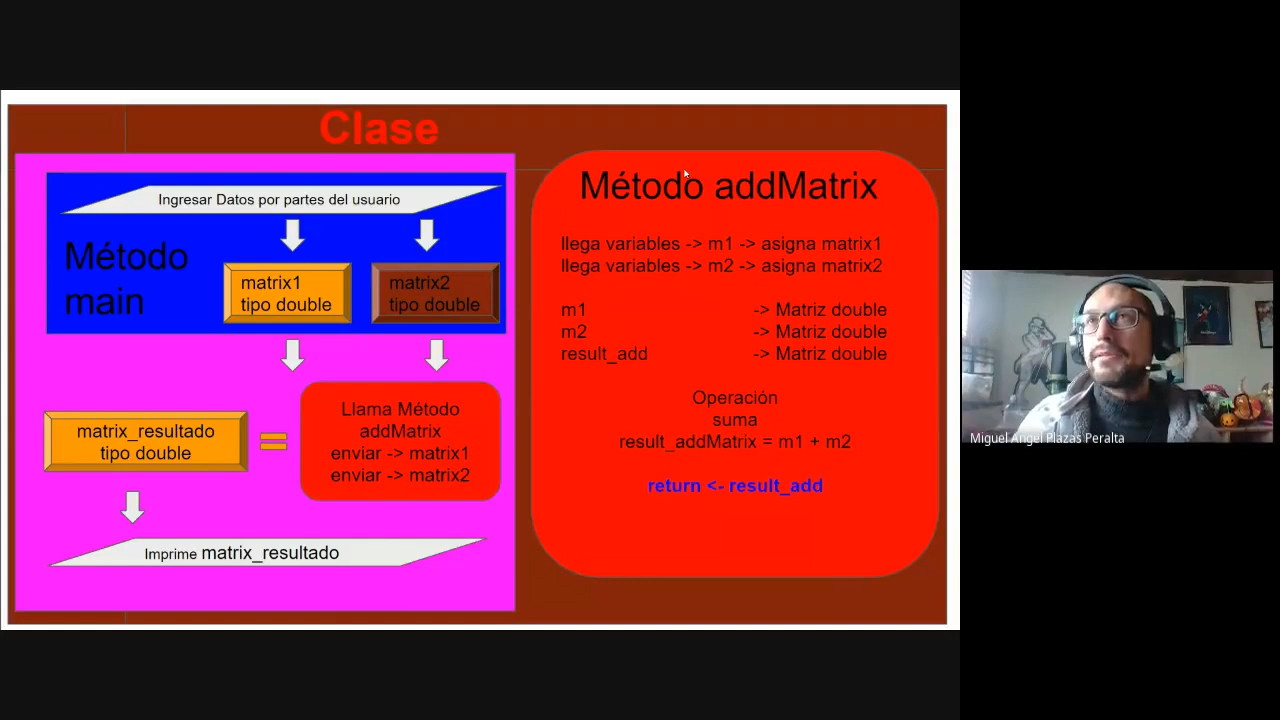 Clase
Ingresar Datos por partes del usuario
Método
main
matrix1
tipo double
matrix2
tipo double
Llama Método
addMatrix
enviar -> matrix1
enviar -> matrix2
matrix_resultado
tipo double
Imprime matrix_resultado
Método addMatrix
llega variables -> m1 -> asigna matrix1
llega variables -> m2 -> asigna matrix2
m1 -> Matriz double
m2 -> Matriz double
result_add -> Matriz double
Operación
suma
result_addMatrix = m1 + m2
return <- result_add
Miguel Angel Plazas Peralta